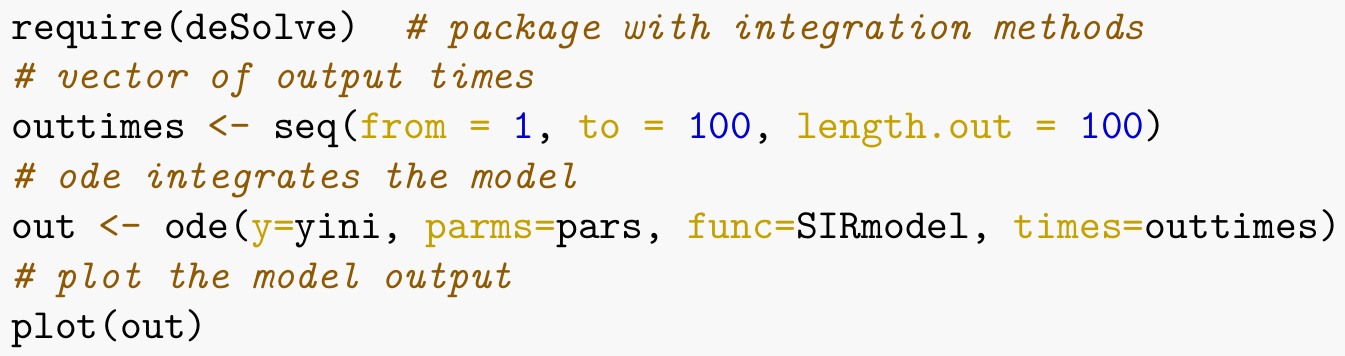 require(deSolve)  # package with integration methods
# vector of output times
outtimes <- seq(from = 1, to = 100, length.out = 100)
# ode integrates the model
out <- ode(y=yini, parms=pars, func=SIRmodel, times=outtimes)
# plot the model output
plot(out)